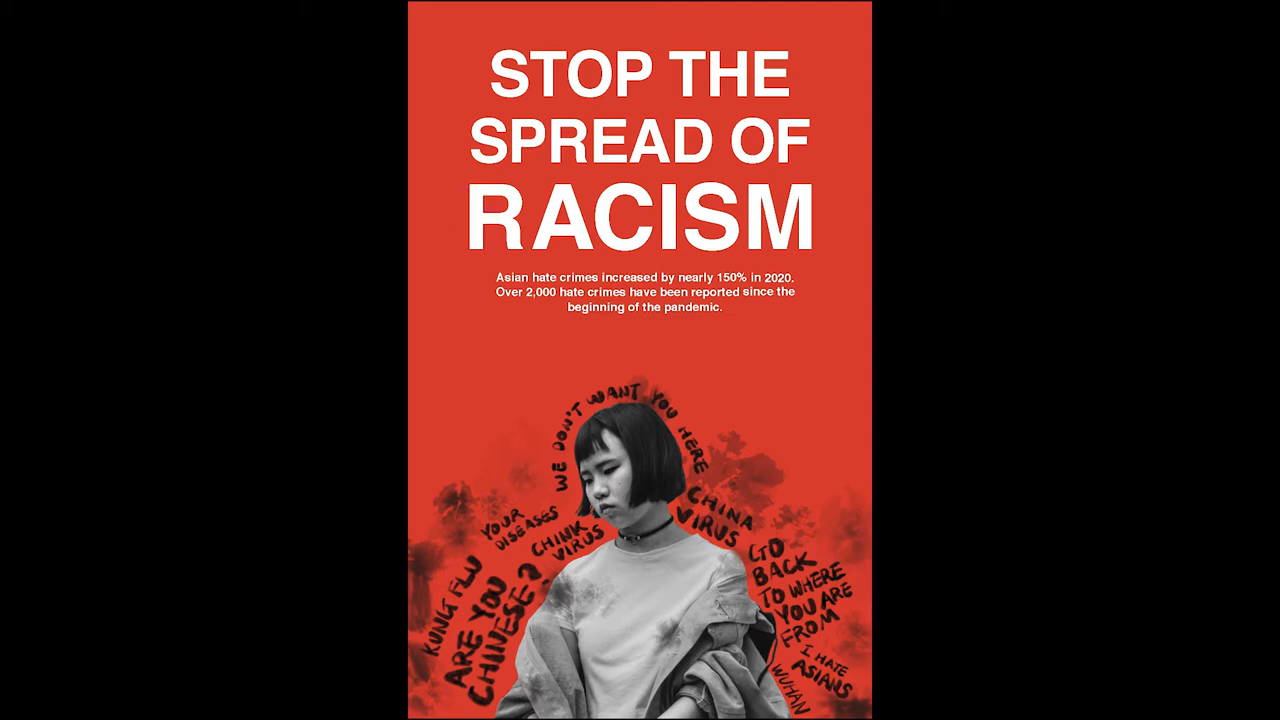 STOP THE
SPREAD OF
RACISM
Asian hate crimes increased by nearly 150% in 2020.
Over 2,000 hate crimes have been reported since the
beginning of the pandemic.
WE DON'T WANT YOU HERE
YOUR
DISEASES
CHINK
VIRUS
KUNG FLU
ARE YOU
CHINESE?
CHINA
VIRUS
GO
BACK
TO WHERE
YOU ARE
FROM
I HATE
ASIANS
WUHAN